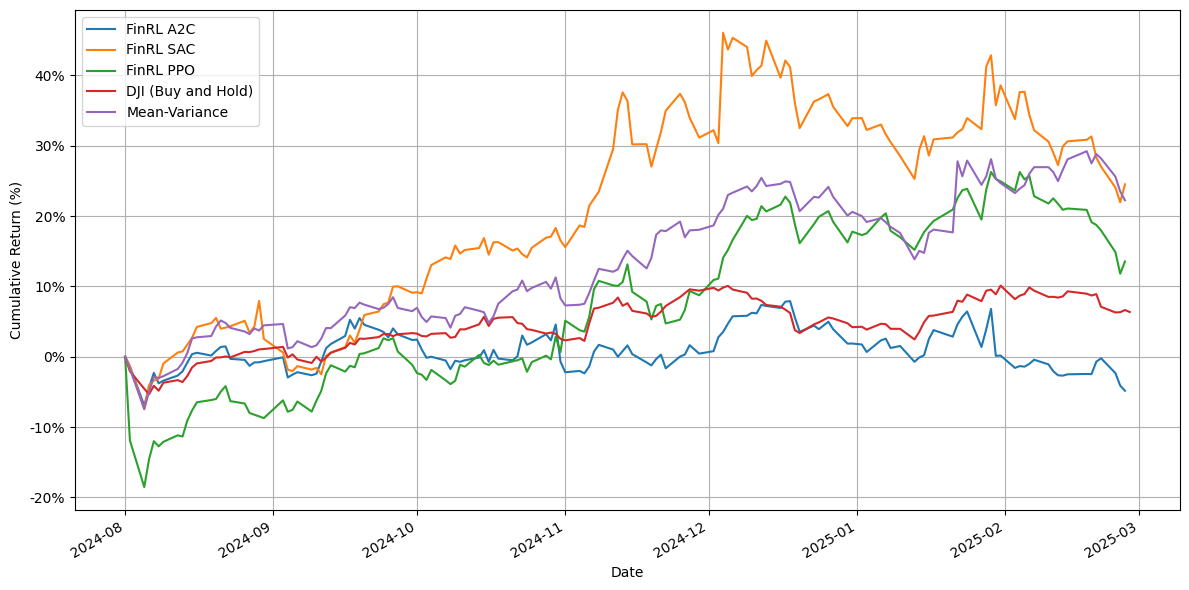 FinRL A2C
FinRL SAC
FinRL PPO
DJI (Buy and Hold)
Mean-Variance
Cumulative Return (%)
40%
30%
20%
10%
0%
-10%
-20%
2024-08
2024-09
2024-10
2024-11
2024-12
2025-01
2025-02
2025-03
Date